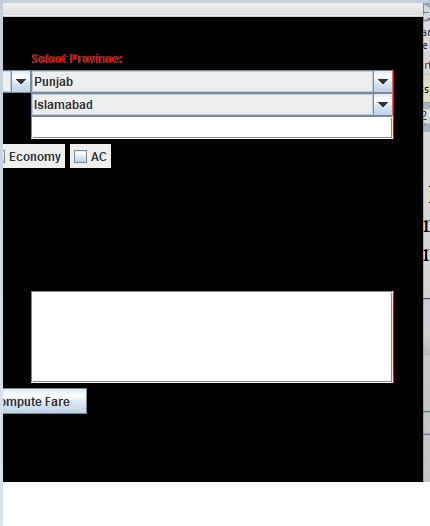 Select Province:
Punjab
Islamabad
Economy AC
ompute Fare